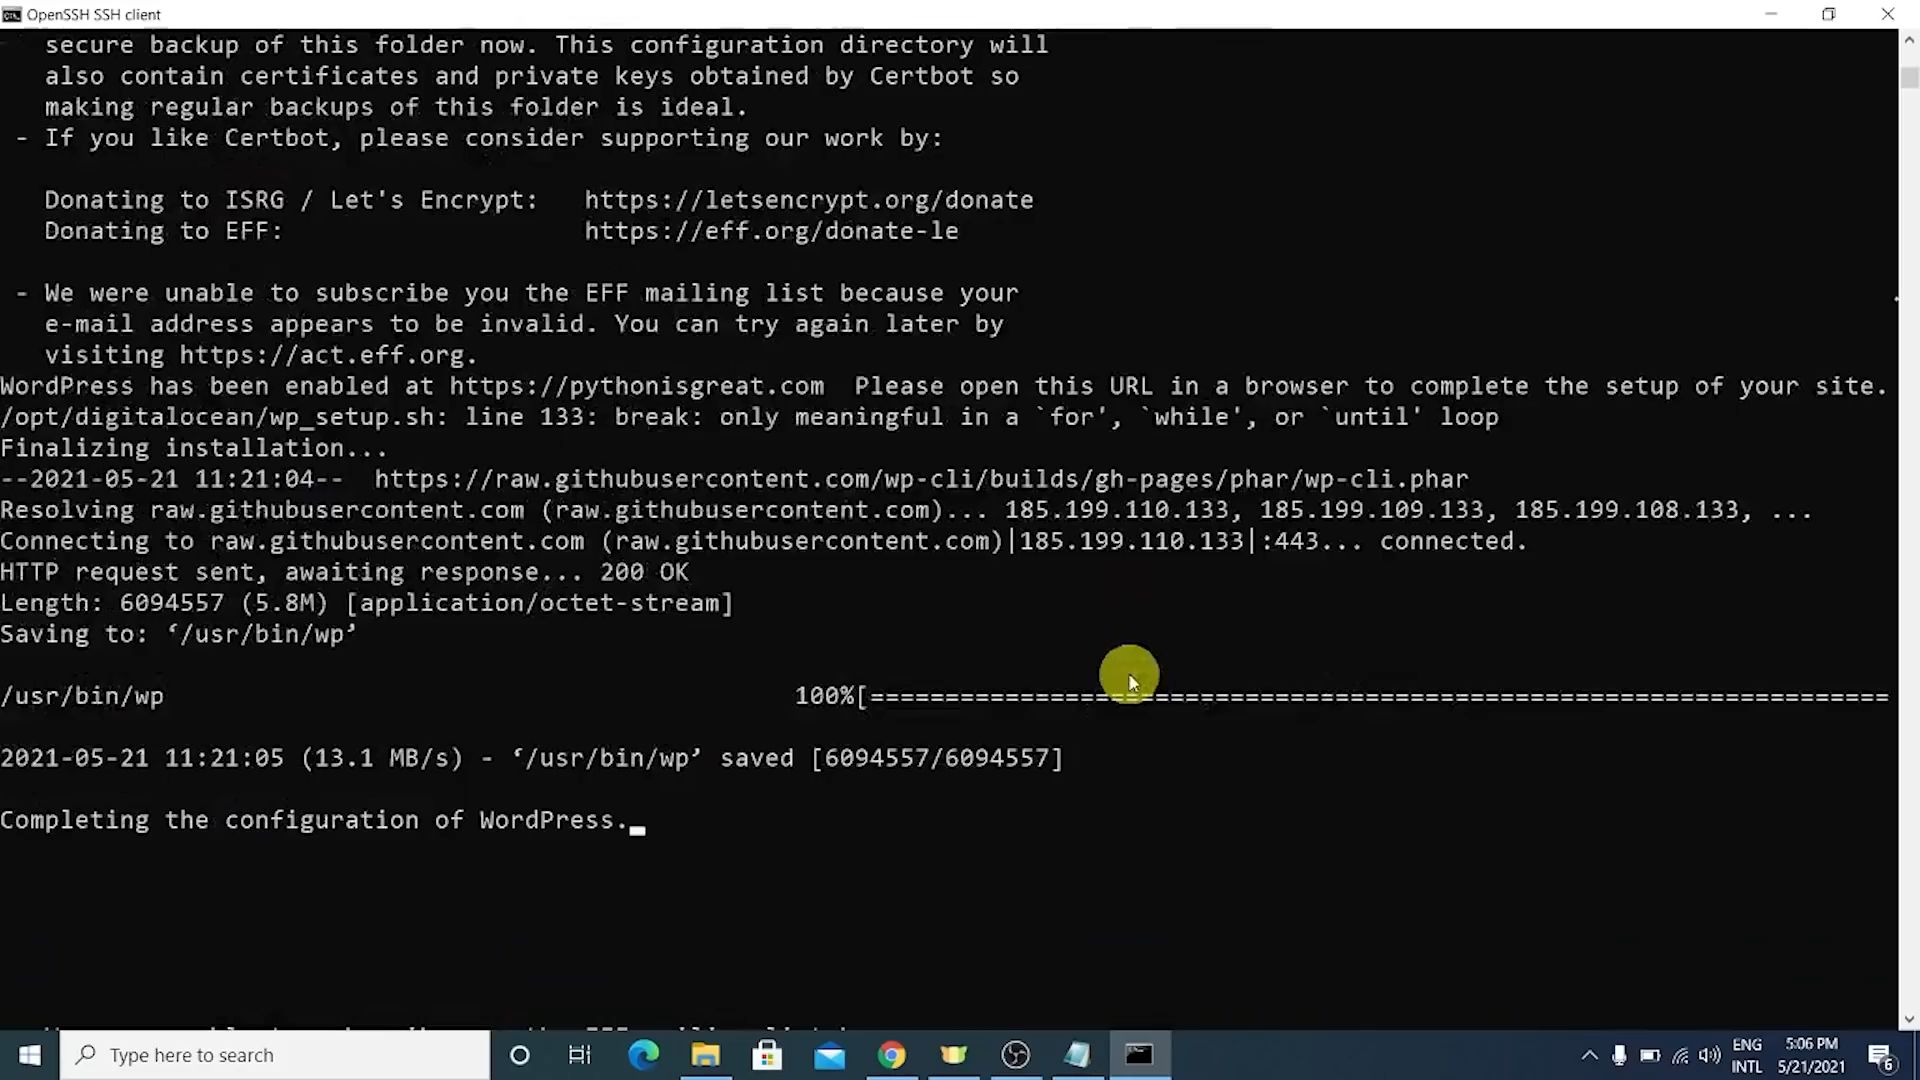 OpenSSH SSH client
secure backup of this folder now. This configuration directory will
also contain certificates and private keys obtained by Certbot so
making regular backups of this folder is ideal.
- If you like Certbot, please consider supporting our work by:
Donating to ISRG / Let's Encrypt:   https://letsencrypt.org/donate
Donating to EFF:                    https://eff.org/donate-le
- We were unable to subscribe you the EFF mailing list because your
e-mail address appears to be invalid. You can try again later by
visiting https://act.eff.org.
WordPress has been enabled at https://pythonisgreat.com  Please open this URL in a browser to complete the setup of your site.
/opt/digitalocean/wp_setup.sh: line 133: break: only meaningful in a `for', `while', or `until' loop
Finalizing installation...
--2021-05-21 11:21:04--  https://raw.githubusercontent.com/wp-cli/builds/gh-pages/phar/wp-cli.phar
Resolving raw.githubusercontent.com (raw.githubusercontent.com)... 185.199.110.133, 185.199.109.133, 185.199.108.133, ...
Connecting to raw.githubusercontent.com (raw.githubusercontent.com)|185.199.110.133|:443... connected.
HTTP request sent, awaiting response... 200 OK
Length: 6094557 (5.8M) [application/octet-stream]
Saving to: ‘/usr/bin/wp’
/usr/bin/wp 100%[====================================================================
2021-05-21 11:21:05 (13.1 MB/s) - ‘/usr/bin/wp’ saved [6094557/6094557]
Completing the configuration of WordPress.
Type here to search
ENG
INTL
5:06 PM
5/21/2021
6